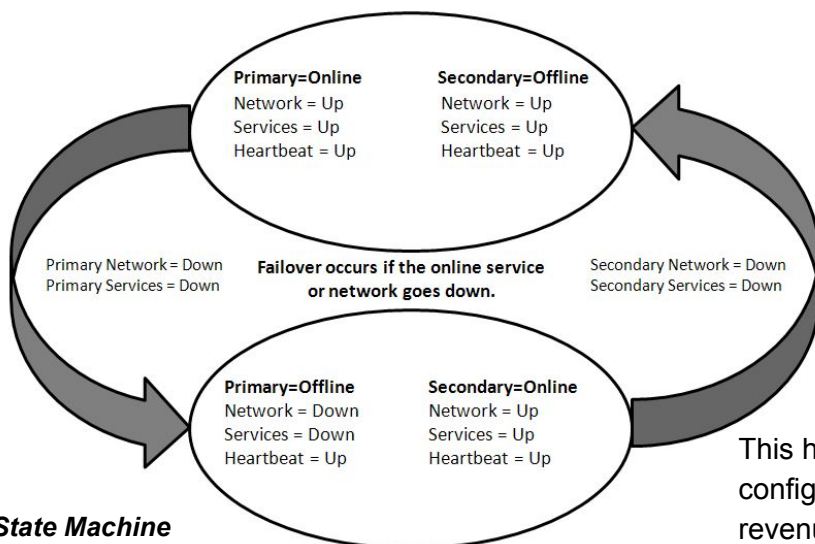 Primary=Online
Network = Up
Services = Up
Heartbeat = Up
Secondary=Offline
Network = Up
Services = Up
Heartbeat = Up
Primary Network = Down
Primary Services = Down
Failover occurs if the online service
or network goes down.
Secondary Network = Down
Secondary Services = Down
Primary=Offline
Network = Down
Services = Down
Heartbeat = Up
Secondary=Online
Network = Up
Services = Up
Heartbeat = Up
State Machine
This